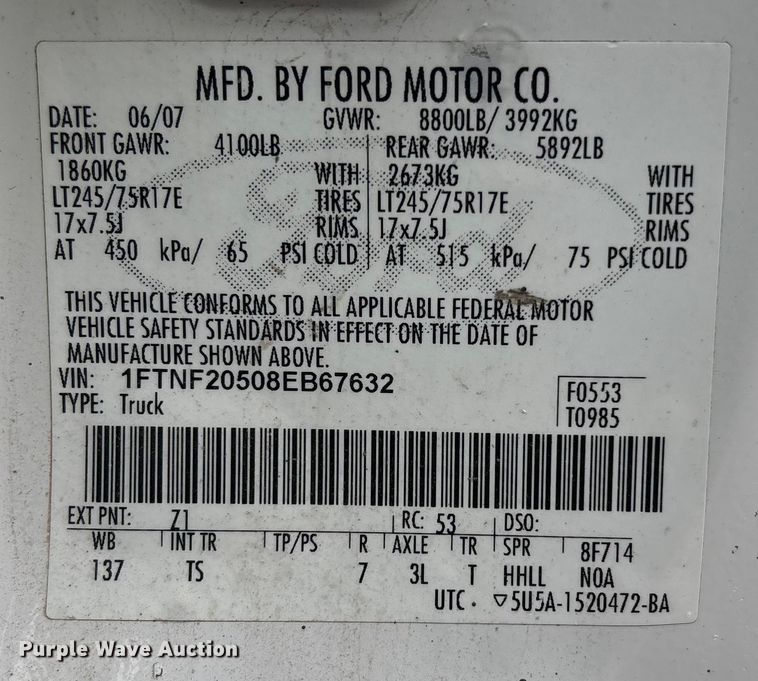 MFD. BY FORD MOTOR CO.
DATE: 06/07 GVWR: 8800LB/ 3992KG
FRONT GAWR: 4100LB REAR GAWR: 5892LB
1860KG WITH 2673KG WITH
LT245/75R17E TIRES LT245/75R17E TIRES
17x7.5J RIMS 17x7.5J RIMS
AT 450 kPa/ 65 PSI COLD AT 515 kPa/ 75 PSI COLD
Ford
THIS VEHICLE CONFORMS TO ALL APPLICABLE FEDERAL MOTOR
VEHICLE SAFETY STANDARDS IN EFFECT ON THE DATE OF
MANUFACTURE SHOWN ABOVE.
VIN: 1FTNF20508EB67632
F0553
TYPE: Truck
T0985
EXT PNT: Z1 RC: 53 DSO:
WB INT TR TP/PS R AXLE TR SPR 8F714
137 TS 7 3L T HHLL NOA
UTC ▽5U5A-1520472-BA
Purple Wave Auction